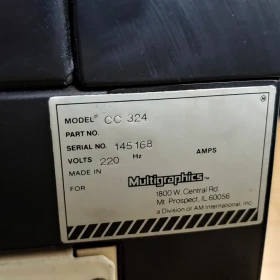 MODEL# CC 324
PART NO.
SERIAL NO. 145168
VOLTS 220 Hz AMPS
MADE IN
FOR Multigraphics™
1800 W. Central Rd.
Mt. Prospect, IL 60056
a Division of AM International, Inc.